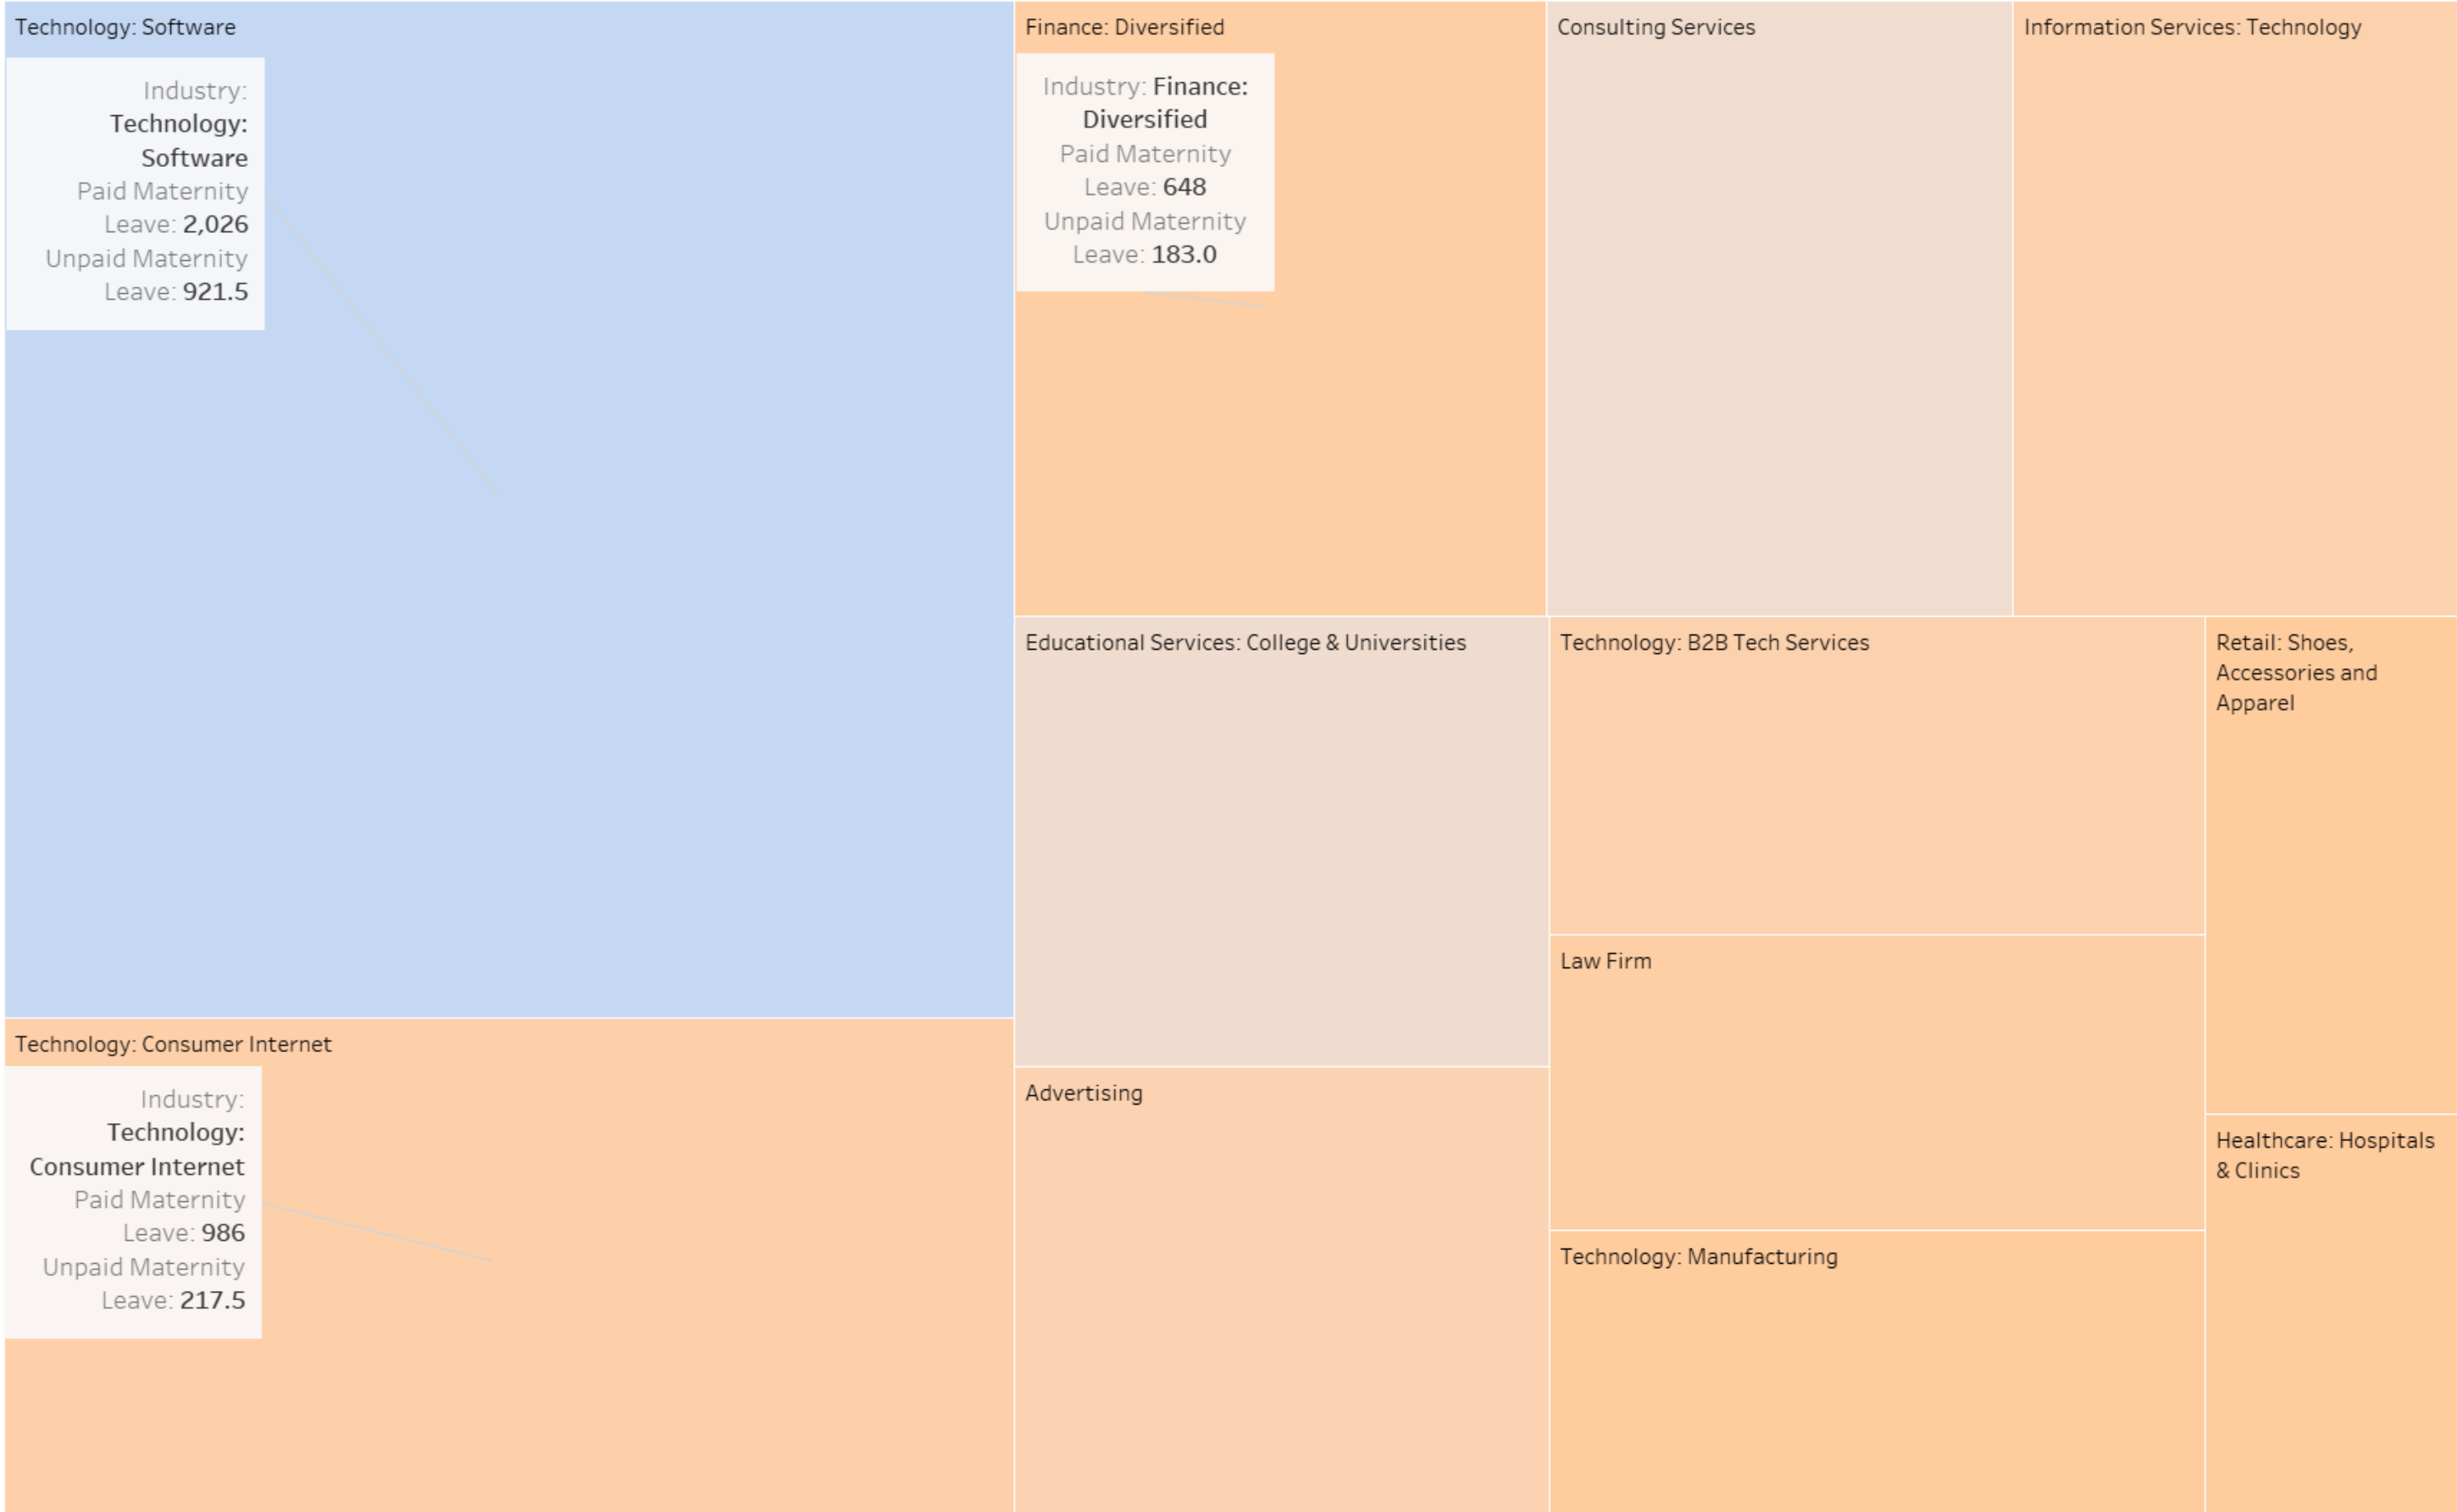 Technology: Software
Industry:
Technology:
Software
Paid Maternity
Leave: 2,026
Unpaid Maternity
Leave: 921.5
Technology: Consumer Internet
Industry:
Technology:
Consumer Internet
Paid Maternity
Leave: 986
Unpaid Maternity
Leave: 217.5
Finance: Diversified
Industry: Finance:
Diversified
Paid Maternity
Leave: 648
Unpaid Maternity
Leave: 183.0
Consulting Services
Information Services: Technology
Educational Services: College & Universities
Advertising
Technology: B2B Tech Services
Law Firm
Technology: Manufacturing
Retail: Shoes,
Accessories and
Apparel
Healthcare: Hospitals
& Clinics